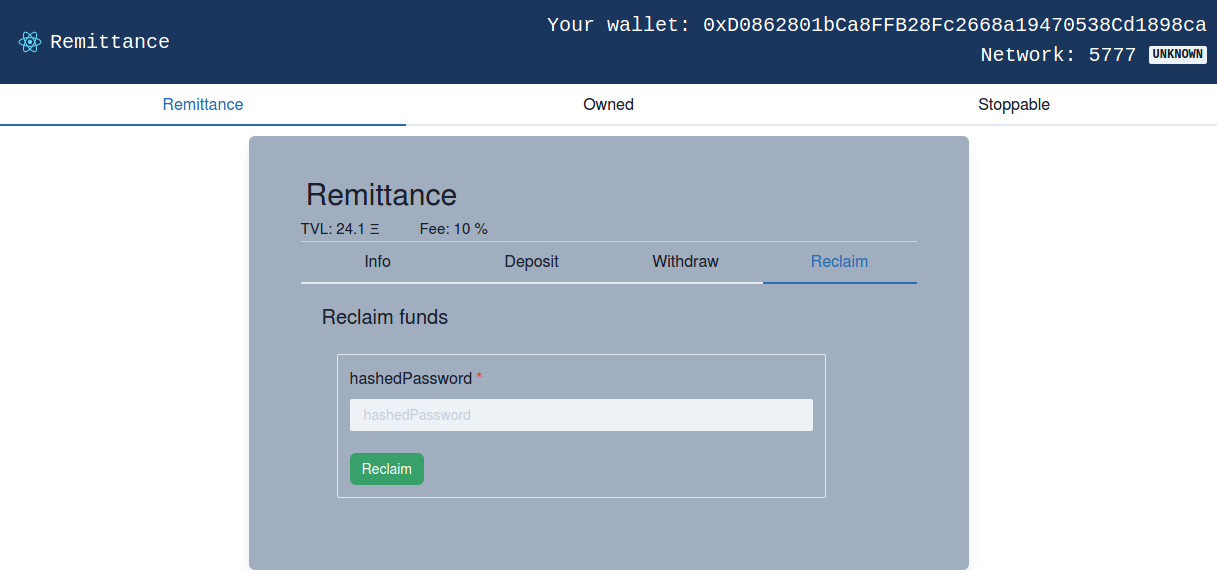 Remittance
Your wallet: 0xD0862801bCa8FFB28Fc2668a19470538Cd1898ca
Network: 5777 UNKNOWN
Remittance Owned Stoppable
Remittance
TVL: 24.1 Ξ Fee: 10 %
Info Deposit Withdraw Reclaim
Reclaim funds
hashedPassword *
hashedPassword
Reclaim